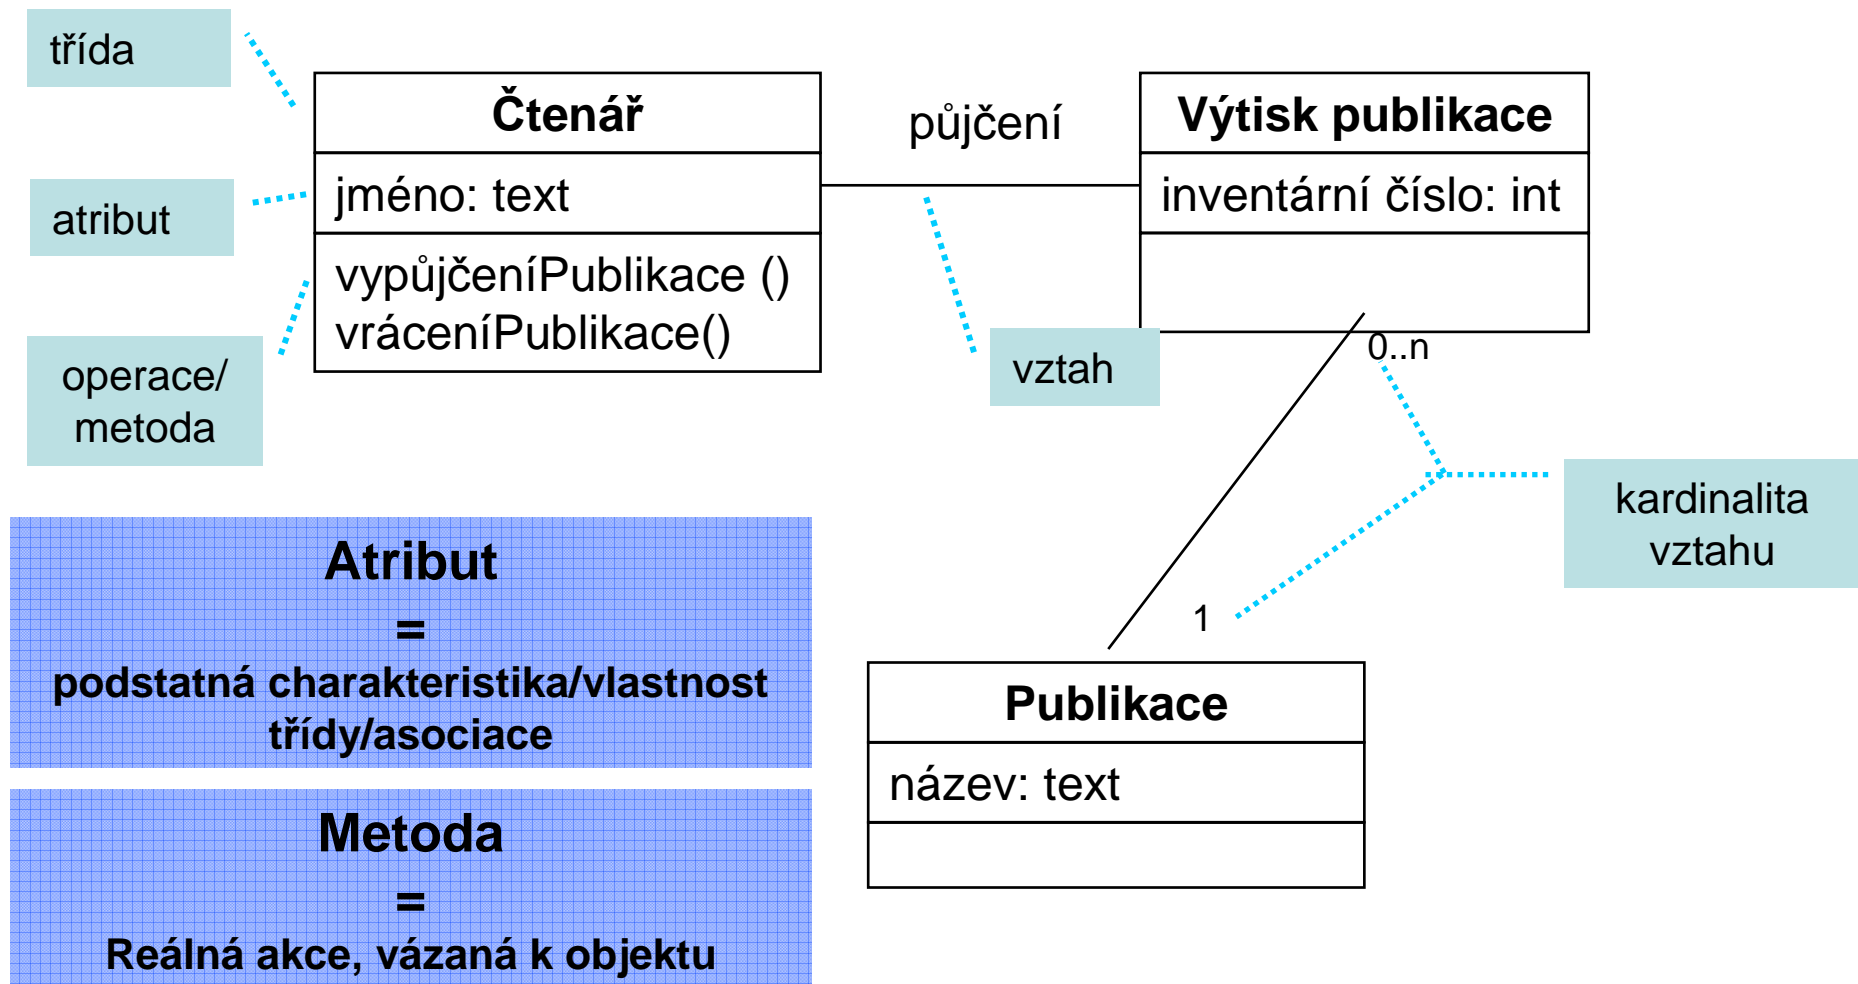 třída
Čtenář
půjčení
Výtisk publikace
atribut
jméno: text
inventární číslo: int
operace/
metoda
vypůjčeníPublikace ()
vráceníPublikace()
vztah
0..n
kardinalita
vztahu
Atribut
=
podstatná charakteristika/vlastnost
třídy/asociace
1
Publikace
název: text
Metoda
=
Reálná akce, vázaná k objektu